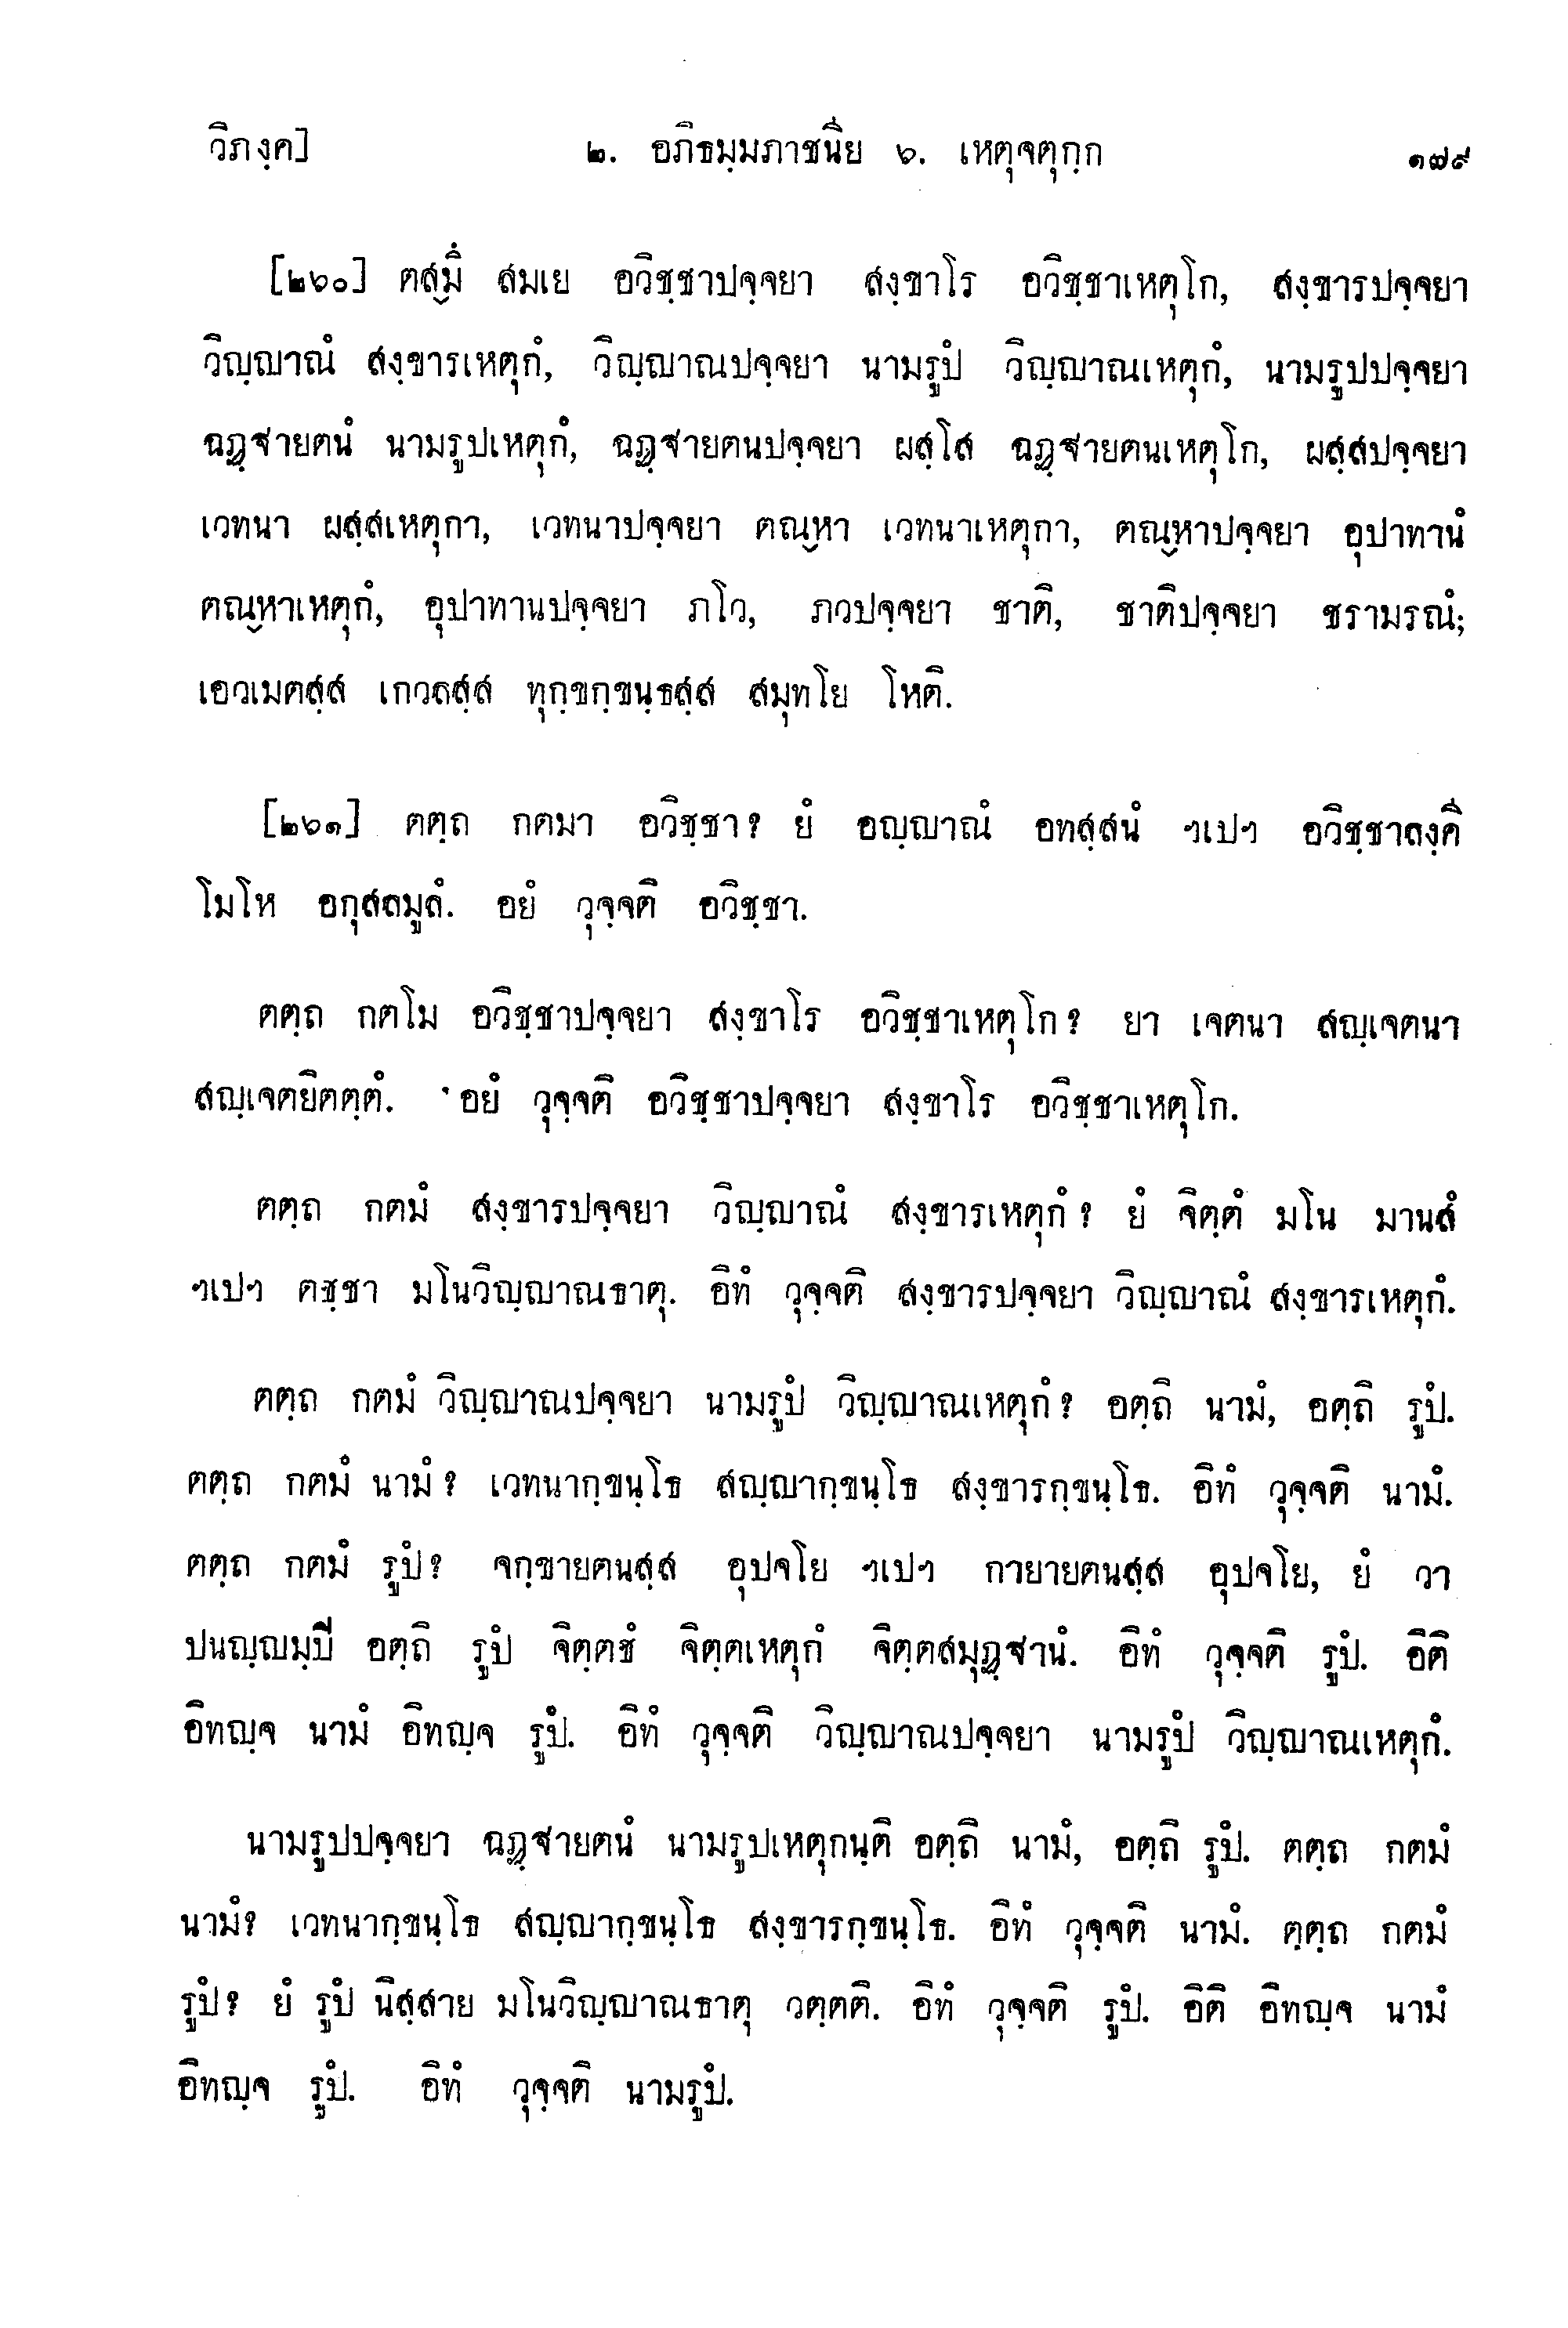 วิภงฺค] ๒. อภิธมฺมภาชนีย ๖. เหตุจตุกฺก ๑๗๙
[๒๖๐] ตสฺมึ สมเย อวิชฺชาปจฺจยา สงฺขาโร อวิชฺชาเหตุโก, สงฺขารปจฺจยา
วิญฺญาณํ สงฺขารเหตุกํ, วิญฺญาณปจฺจยา นามรูปํ วิญฺญาณเหตุกํ, นามรูปปจฺจยา
ฉฏฺฐายตนํ นามรูปเหตุกํ, ฉฏฺฐายตนปจฺจยา ผสฺโส ฉฏฺฐายตนเหตุโก, ผสฺสปจฺจยา
เวทนา ผสฺสเหตุกา, เวทนาปจฺจยา ตณฺหา เวทนาเหตุกา, ตณฺหาปจฺจยา อุปาทานํ
ตณฺหาเหตุกํ, อุปาทานปจฺจยา ภโว, ภวปจฺจยา ชาติ, ชาติปจฺจยา ชรามรณํ;
เอวเมตสฺส เกวลสฺส ทุกฺขกฺขนฺธสฺส สมุทโย โหติ.
[๒๖๑] ตตฺถ กตมา อวิชฺชา? ยํ อญฺญาณํ อทสฺสนํ ฯเปฯ อวิชฺชาลงฺคี
โมโห อกุสลมูลํ. อยํ วุจฺจติ อวิชฺชา.
ตตฺถ กตโม อวิชฺชาปจฺจยา สงฺขาโร อวิชฺชาเหตุโก? ยา เจตนา สญฺเจตนา
สญฺเจตยิตตฺตํ. อยํ วุจฺจติ อวิชฺชาปจฺจยา สงฺขาโร อวิชฺชาเหตุโก.
ตตฺถ กตมํ สงฺขารปจฺจยา วิญฺญาณํ สงฺขารเหตุกํ? ยํ จิตฺตํ มโน มานสํ
ฯเปฯ ตชฺชา มโนวิญฺญาณธาตุ. อิทํ วุจฺจติ สงฺขารปจฺจยา วิญฺญาณํ สงฺขารเหตุกํ.
ตตฺถ กตมํ วิญฺญาณปจฺจยา นามรูปํ วิญฺญาณเหตุกํ? อตฺถิ นามํ, อตฺถิ รูปํ.
ตตฺถ กตมํ นามํ? เวทนากฺขนฺโธ สญฺญากฺขนฺโธ สงฺขารกฺขนฺโธ. อิทํ วุจฺจติ นามํ.
ตตฺถ กตมํ รูปํ? จกฺขายตนสฺส อุปจโย ฯเปฯ กายายตนสฺส อุปจโย, ยํ วา
ปนญฺญมฺปิ อตฺถิ รูปํ จิตฺตชํ จิตฺตเหตุกํ จิตฺตสมุฏฺฐานํ. อิทํ วุจฺจติ รูปํ. อิติ
อิทญฺจ นามํ อิทญฺจ รูปํ. อิทํ วุจฺจติ วิญฺญาณปจฺจยา นามรูปํ วิญฺญาณเหตุกํ.
นามรูปปจฺจยา ฉฏฺฐายตนํ นามรูปเหตุกนฺติ อตฺถิ นามํ, อตฺถิ รูปํ. ตตฺถ กตมํ
นามํ? เวทนากฺขนฺโธ สญฺญากฺขนฺโธ สงฺขารกฺขนฺโธ. อิทํ วุจฺจติ นามํ. ตฺตฺถ กตมํ
รูปํ? ยํ รูปํ นิสฺสาย มโนวิญฺญาณธาตุ วตฺตติ. อิทํ วุจฺจติ รูปํ. อิติ อิทญฺจ นามํ
อิทญฺจ รูปํ. อิทํ วุจฺจติ นามรูปํ.